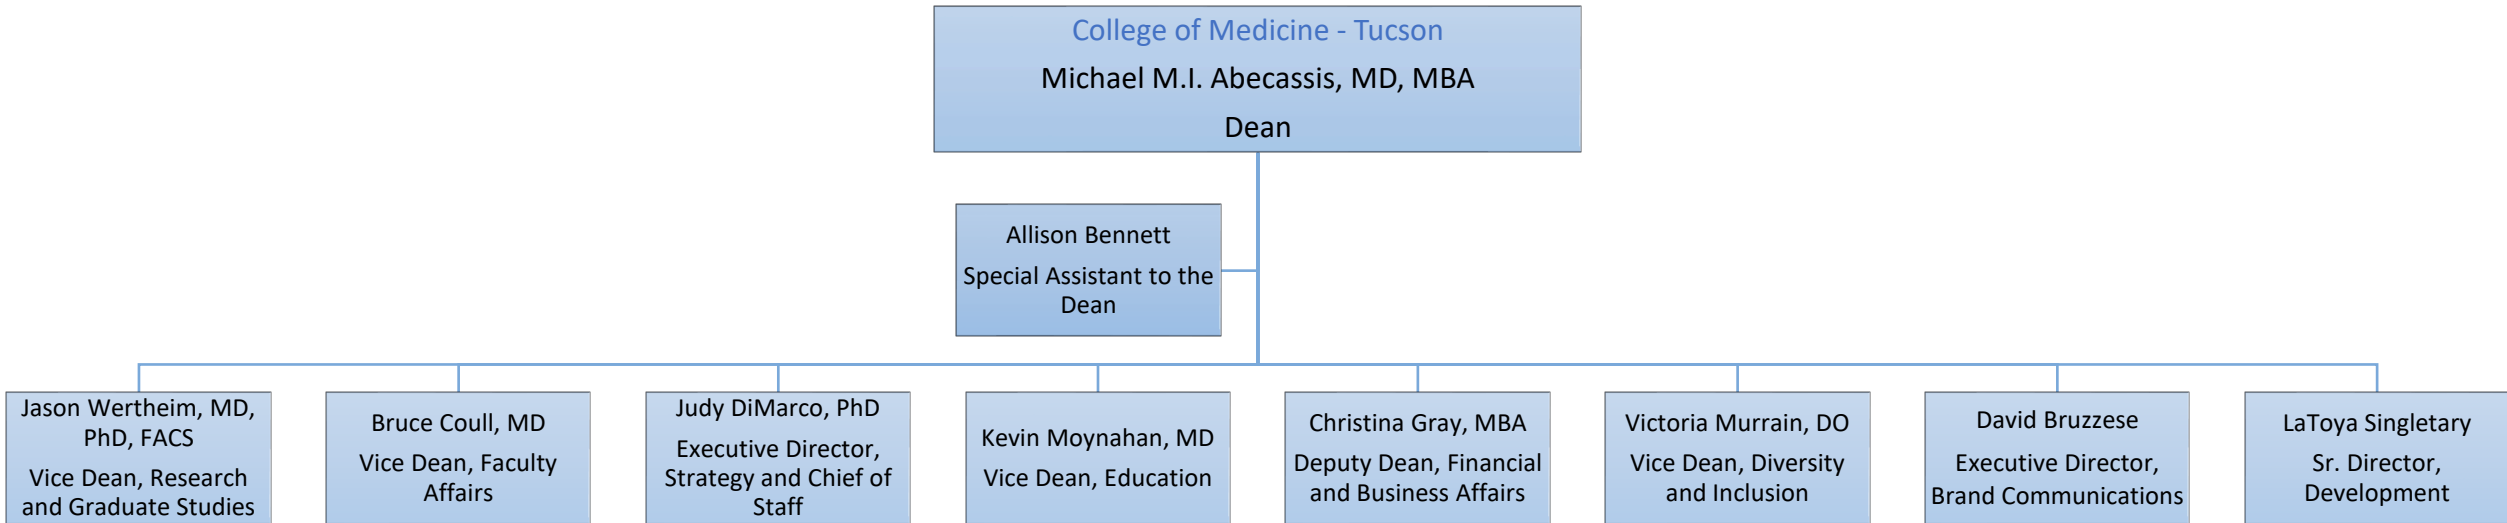 College of Medicine - Tucson
Michael M.I. Abecassis, MD, MBA
Dean
Allison Bennett
Special Assistant to the
Dean
Jason Wertheim, MD,
PhD, FACS
Vice Dean, Research
and Graduate Studies
Bruce Coull, MD
Vice Dean, Faculty
Affairs
Judy DiMarco, PhD
Executive Director,
Strategy and Chief of
Staff
Kevin Moynahan, MD
Vice Dean, Education
Christina Gray, MBA
Deputy Dean, Financial
and Business Affairs
Victoria Murrain, DO
Vice Dean, Diversity
and Inclusion
David Bruzzese
Executive Director,
Brand Communications
LaToya Singletary
Sr. Director,
Development